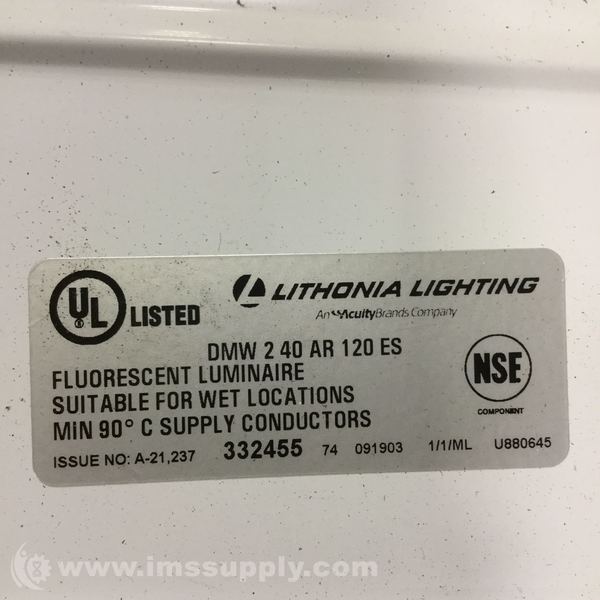 UL LISTED
LITHONIA LIGHTING
An AcuityBrands Company
DMW 2 40 AR 120 ES
FLUORESCENT LUMINAIRE
SUITABLE FOR WET LOCATIONS
MIN 90° C SUPPLY CONDUCTORS
NSE
COMPONENT
ISSUE NO: A-21,237 332455 74 091903 1/1/ML U880645
© www.imssupply.com